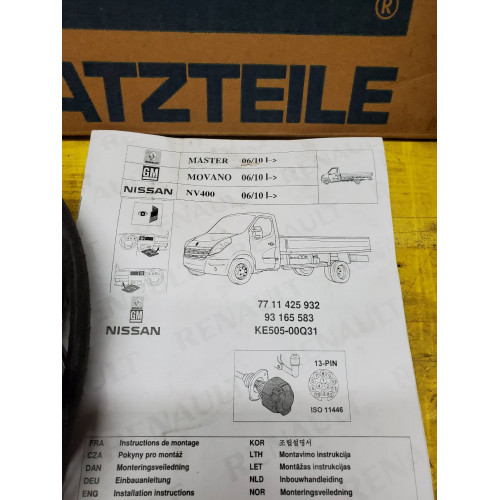 ®
ATZTEILE
MASTER 06/10 I->
GM MOVANO 06/10 I->
NISSAN NV400 06/10 I->
77 11 425 932
93 165 583
KE505-00Q31
GM
NISSAN
RENAULT
13-PIN
ISO 11446
FRA Instructions de montage
CZA Pokyny pro montáž
DAN Monteringsveiledning
DEU Einbauanleitung
ENG Installation instructions
KOR 조립설명서
LTH Montavimo instrukcija
LET Montāžas instrukcijas
NLD Inbouwhandleiding
NOR Monteringsveiledning